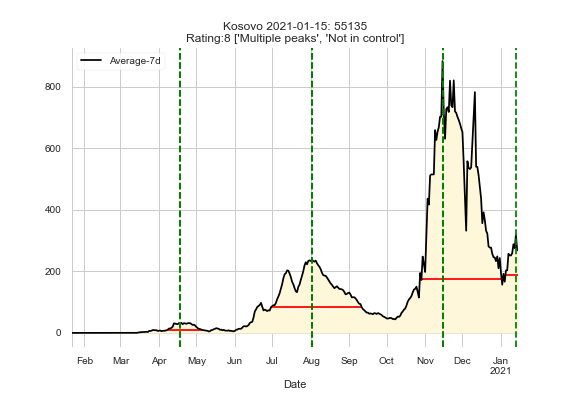 Kosovo 2021-01-15: 55135
Rating:8 ['Multiple peaks', 'Not in control']
Average-7d
800
600
400
200
0
Feb Mar Apr May Jun Jul Aug Sep Oct Nov Dec Jan
2021
Date